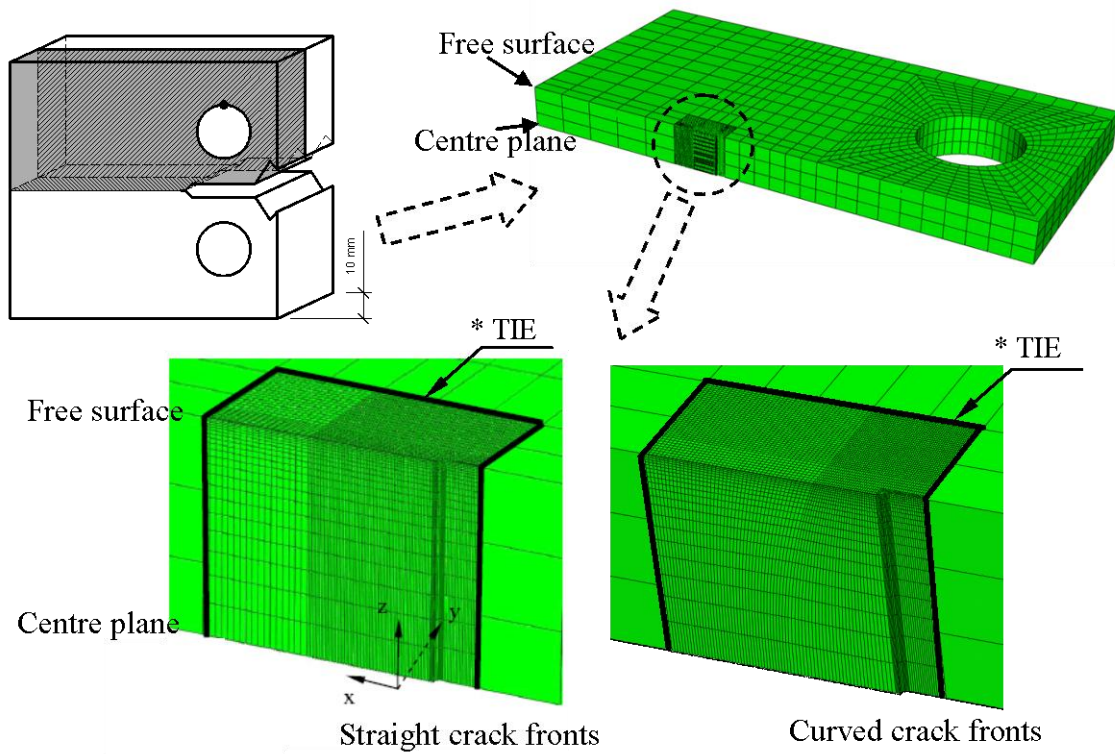 Free surface
Centre plane
10 mm
* TIE
* TIE
Free surface
Centre plane
z
y
x
Straight crack fronts
Curved crack fronts